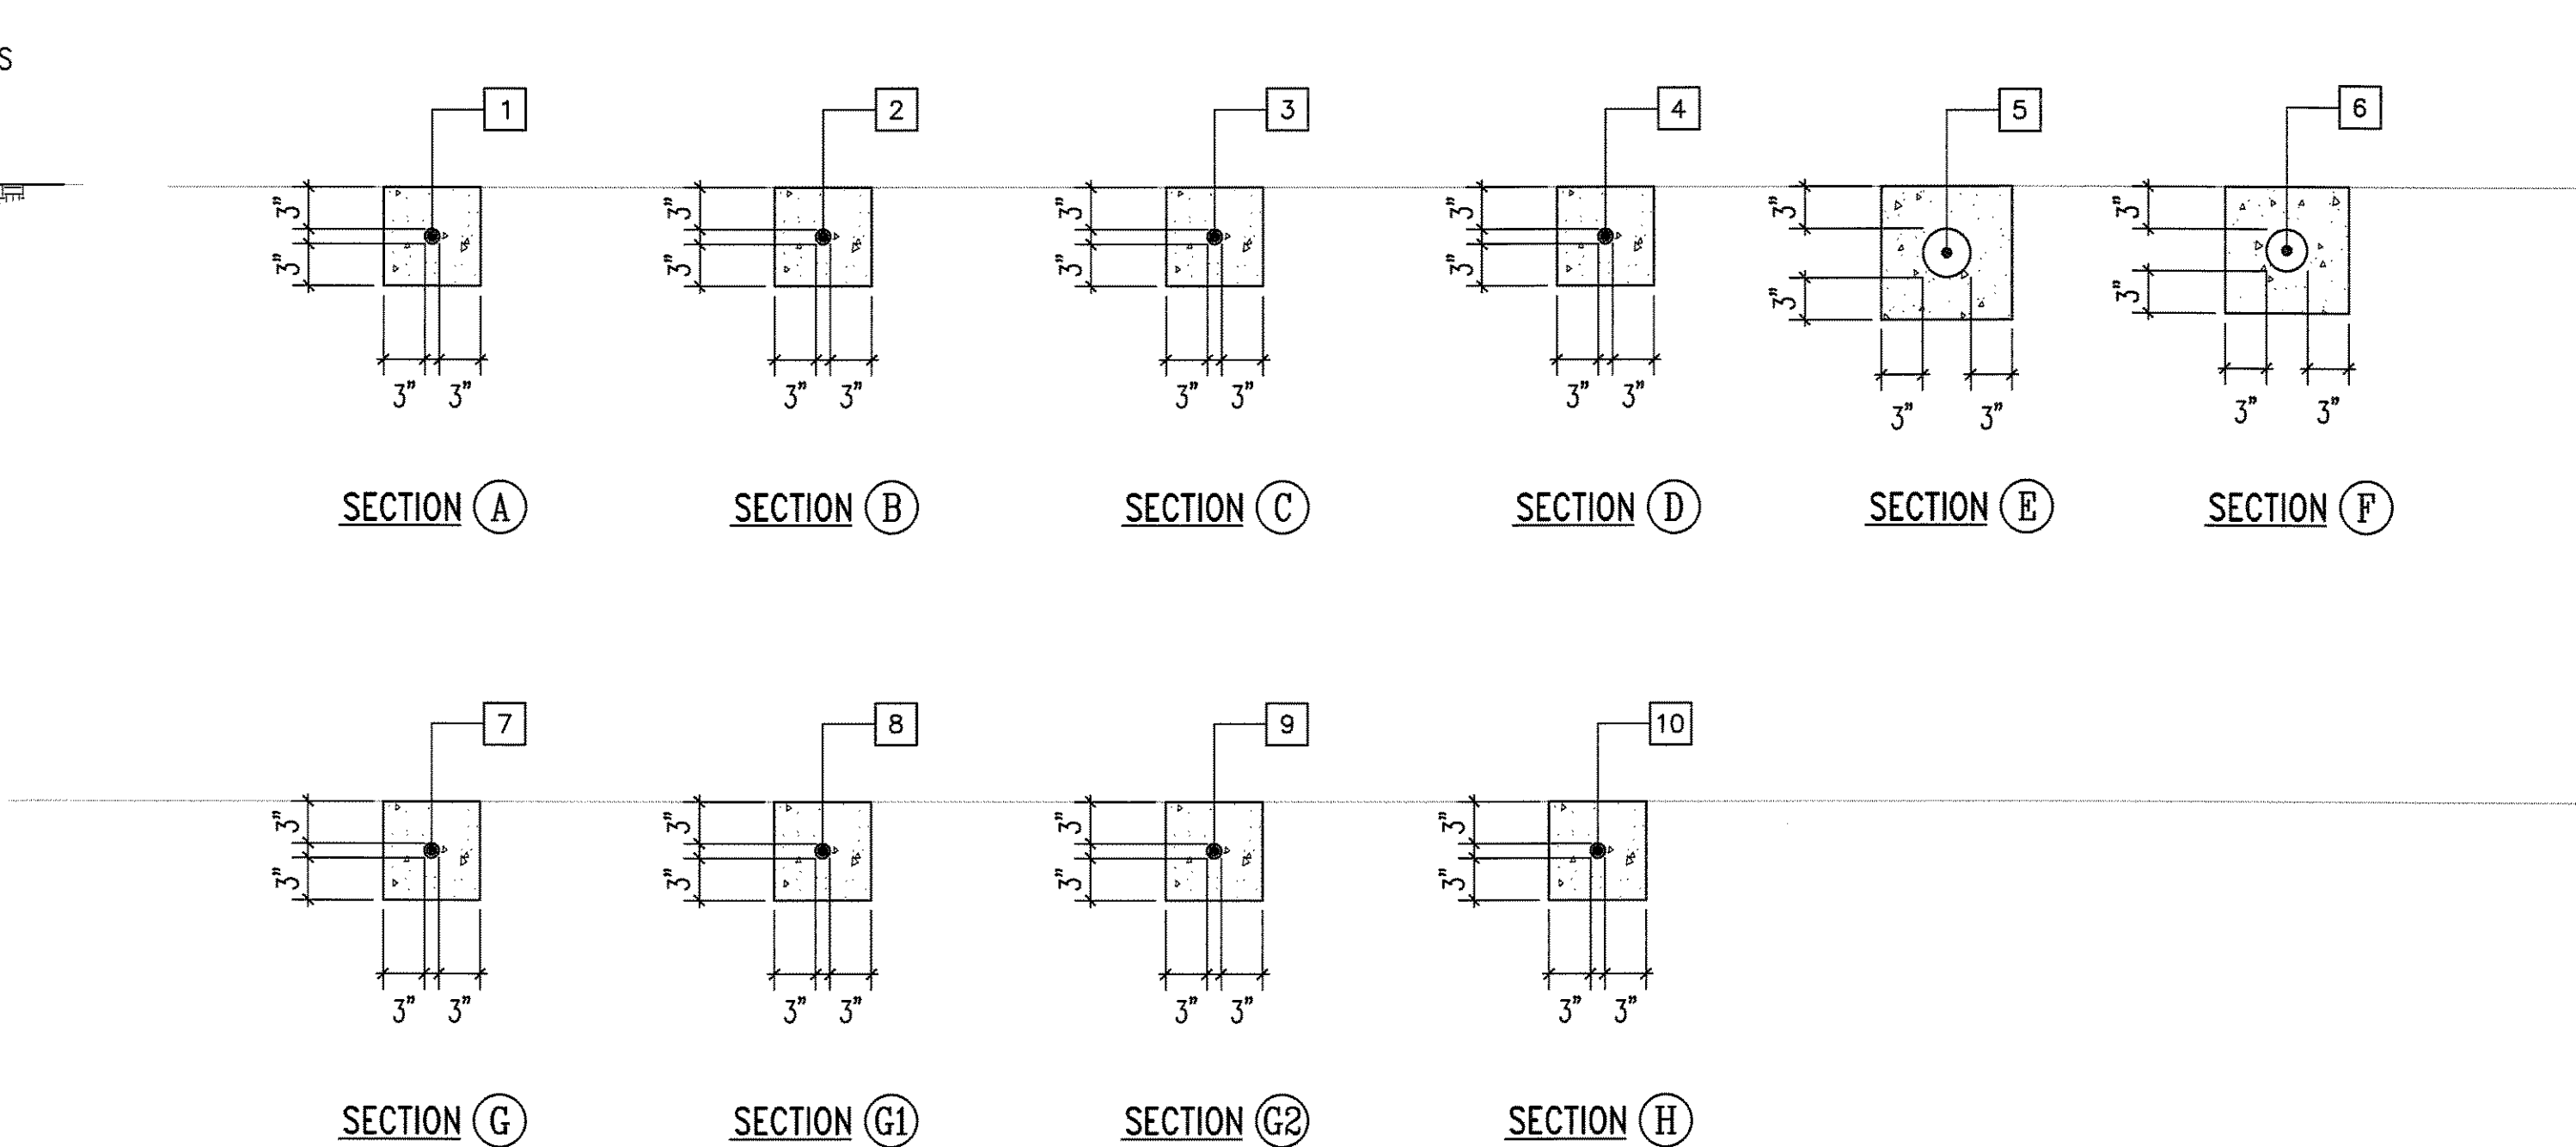 S
1 2 3 4 5 6
3" 3" 3" 3" 3" 3"
3" 3" 3" 3" 3" 3"
3" 3" 3" 3" 3" 3" 3" 3" 3" 3" 3" 3"
SECTION A SECTION B SECTION C SECTION D SECTION E SECTION F
7 8 9 10
3" 3" 3" 3"
3" 3" 3" 3"
3" 3" 3" 3" 3" 3" 3" 3"
SECTION G SECTION G1 SECTION G2 SECTION H